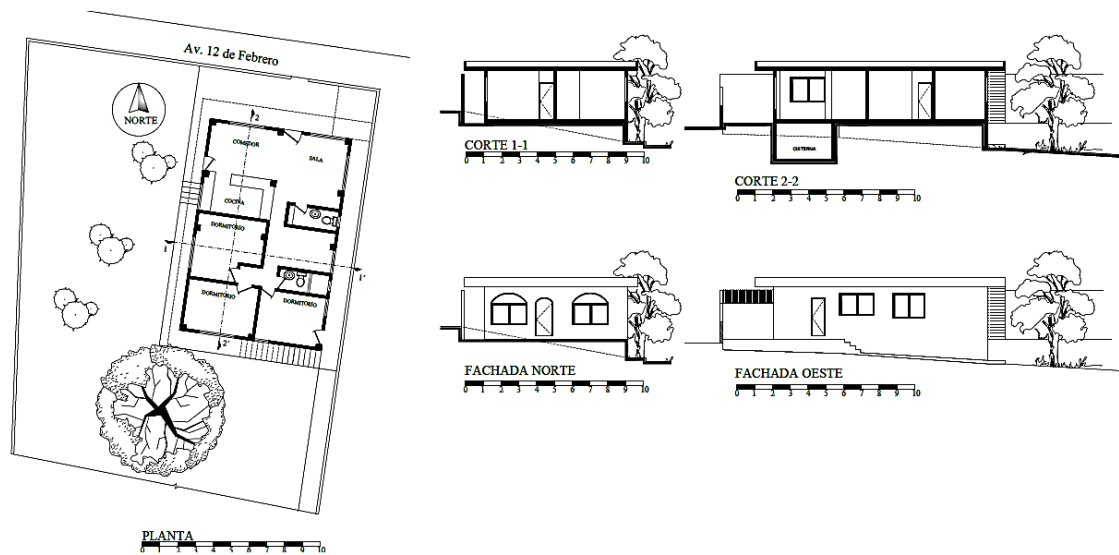 Av. 12 de Febrero
NORTE
2
COMEDOR
SALA
COCINA
DORMITORIO
1
1'
DORMITORIO
DORMITORIO
2'
PLANTA
0 1 2 3 4 5 6 7 8 9 10
CORTE 1-1
0 1 2 3 4 5 6 7 8 9 10
CISTERNA
CORTE 2-2
0 1 2 3 4 5 6 7 8 9 10
FACHADA NORTE
0 1 2 3 4 5 6 7 8 9 10
FACHADA OESTE
0 1 2 3 4 5 6 7 8 9 10